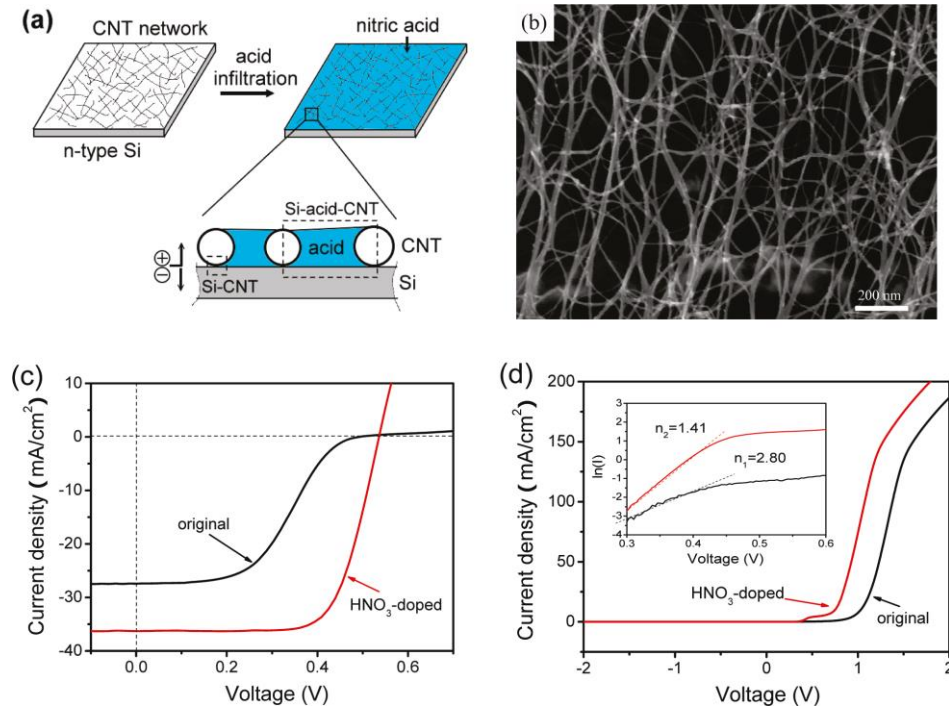 (a)
CNT network
acid
infiltration
nitric acid
n-type Si
Si-acid-CNT
acid
CNT
⊕
⊖
Si-CNT
Si
(b)
200 nm
(c)
10
0
-10
-20
-30
-40
Current density ( mA/cm²)
original
HNO₃-doped
0.0
0.2
0.4
0.6
Voltage (V)
(d)
200
150
100
50
0
Current density ( mA/cm²)
2
1
0
-1
-2
-3
-4
ln(I)
n₂=1.41
n₁=2.80
0.3
0.4
0.5
0.6
Voltage (V)
HNO₃-doped
original
-2
-1
0
1
2
Voltage (V)